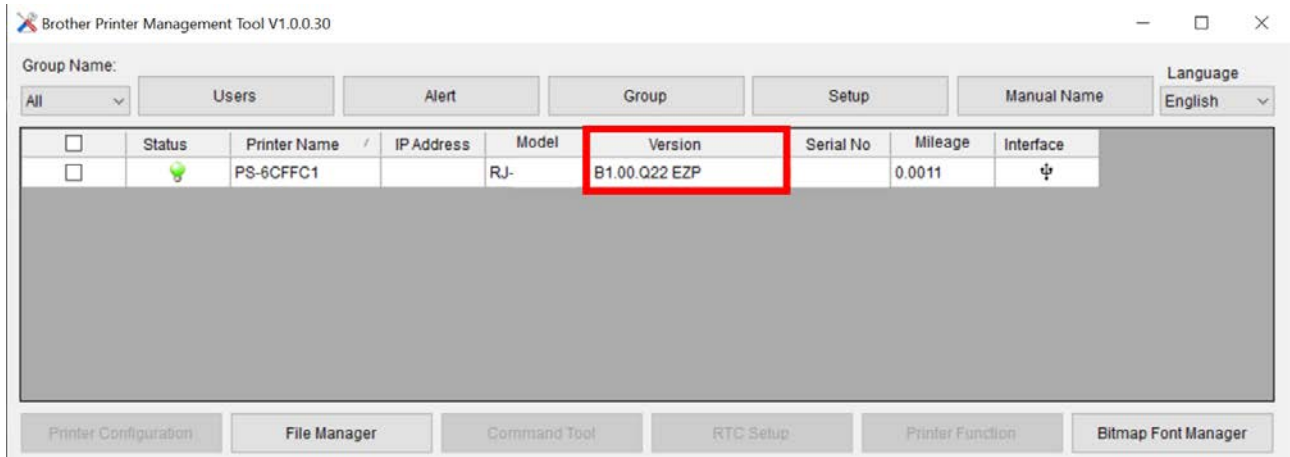 Brother Printer Management Tool V1.0.0.30
Group Name:
Language
All Users Alert Group Setup Manual Name English
Status Printer Name IP Address Model Version Serial No Mileage Interface
PS-6CFFC1 RJ- B1.00.Q22 EZP 0.0011
Printer Configuration File Manager Command Tool RTC Setup Printer Function Bitmap Font Manager